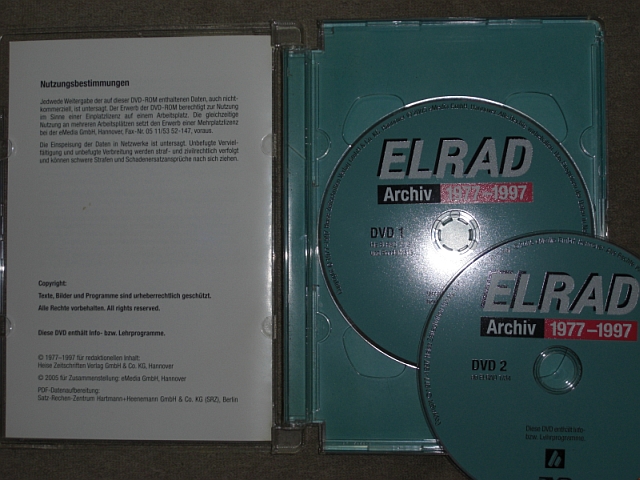 Nutzungsbestimmungen
Jedwede Weitergabe der auf dieser DVD-ROM enthaltenen Daten, auch nicht-
kommerziell, ist untersagt. Der Erwerb der DVD-ROM berechtigt zur Nutzung
im Sinne einer Einplatzlizenz auf einem Arbeitsplatz. Die gleichzeitige
Nutzung an mehreren Arbeitsplätzen setzt den Erwerb einer Mehrplatzlizenz
bei der eMedia GmbH, Hannover, Fax-Nr. 05 11/53 52-147, voraus.
Die Einspeisung der Daten in Netzwerke ist untersagt. Unbefugte Verviel-
fältigung und unbefugte Verbreitung werden straf- und zivilrechtlich verfolgt
und können schwere Strafen und Schadenersatzansprüche nach sich ziehen.
Copyright:
Texte, Bilder und Programme sind urheberrechtlich geschützt.
Alle Rechte vorbehalten. All rights reserved.
Diese DVD enthält info- bzw. Lehrprogramme.
© 1977-1997 für redaktionellen Inhalt:
Heise Zeitschriften Verlag GmbH & Co. KG, Hannover
© 2005 für Zusammenstellung: eMedia GmbH, Hannover
PDF-Datenaufbereitung:
Satz-Rechen-Zentrum Hartmann+Heenemann GmbH & Co. KG (SRZ), Berlin
ELRAD
Archiv 1977-1997
DVD 1
ELRAD
Archiv 1977-1997
DVD 2
Diese DVD enthält info-
bzw. Lehrprogramme.